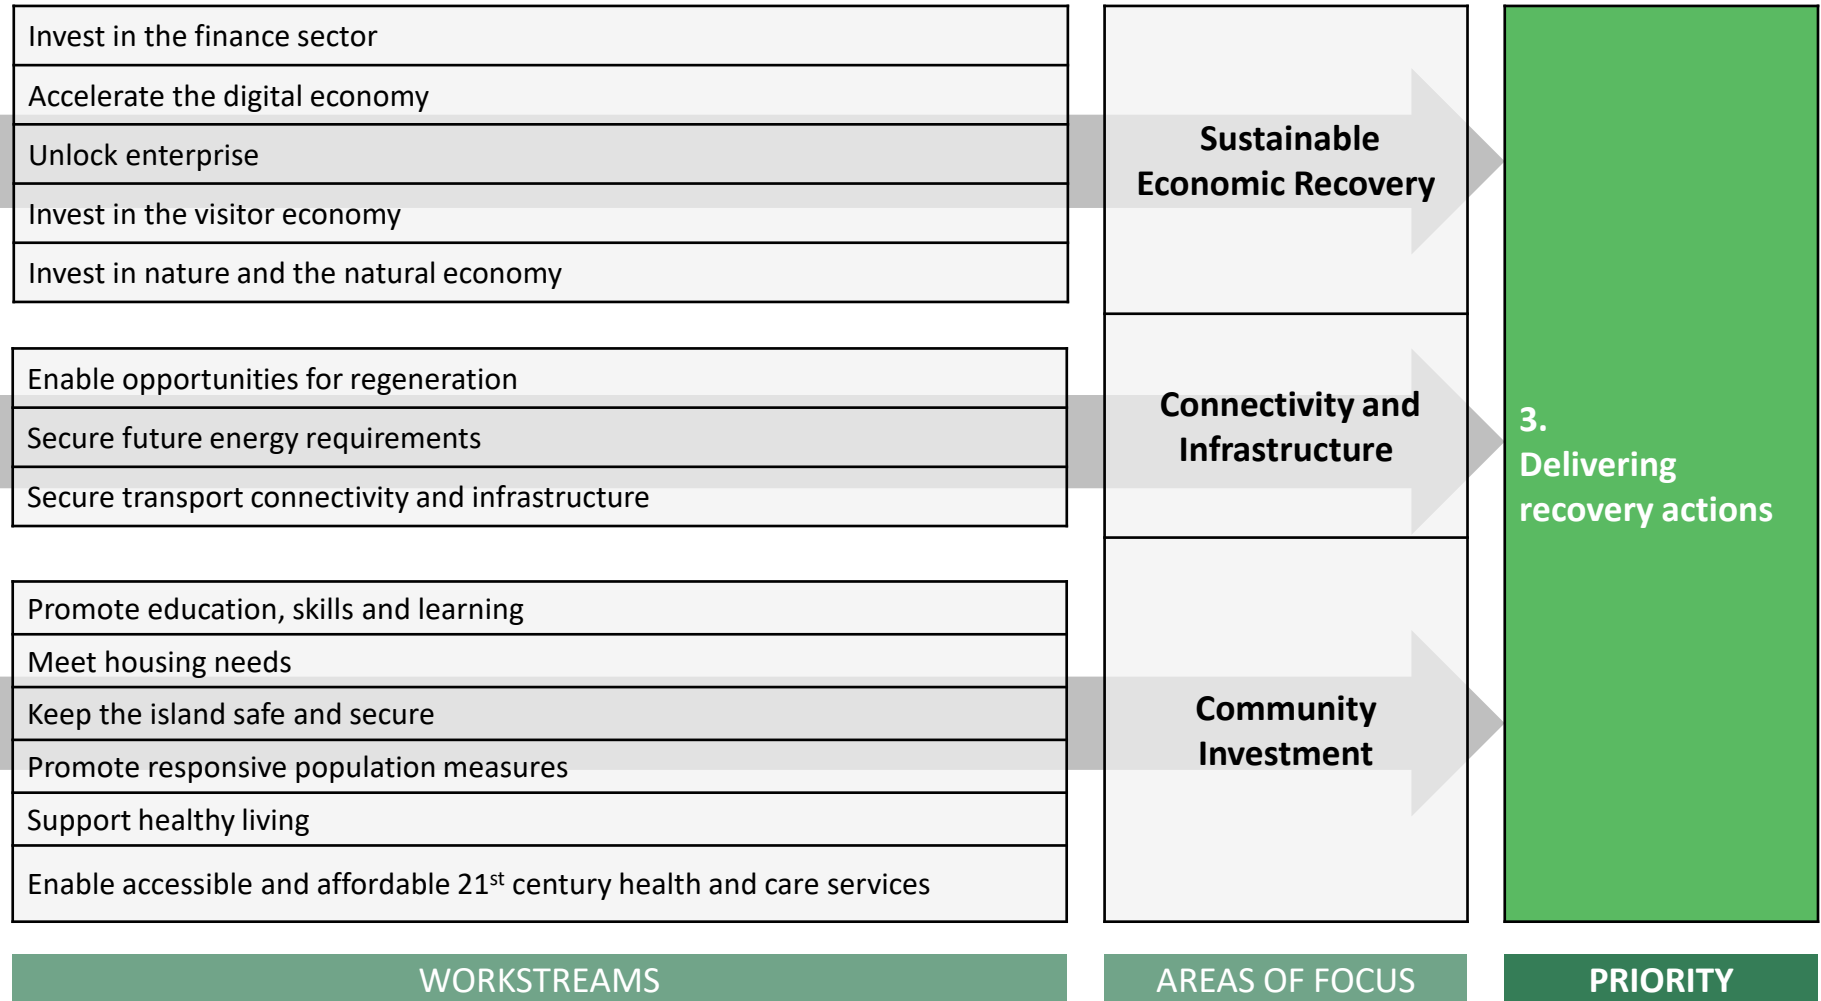 Invest in the finance sector
Accelerate the digital economy
Unlock enterprise
Invest in the visitor economy
Invest in nature and the natural economy
Sustainable
Economic Recovery
Enable opportunities for regeneration
Secure future energy requirements
Secure transport connectivity and infrastructure
Connectivity and
Infrastructure
Promote education, skills and learning
Meet housing needs
Keep the island safe and secure
Promote responsive population measures
Support healthy living
Enable accessible and affordable 21st century health and care services
Community
Investment
3.
Delivering
recovery actions
WORKSTREAMS
AREAS OF FOCUS
PRIORITY